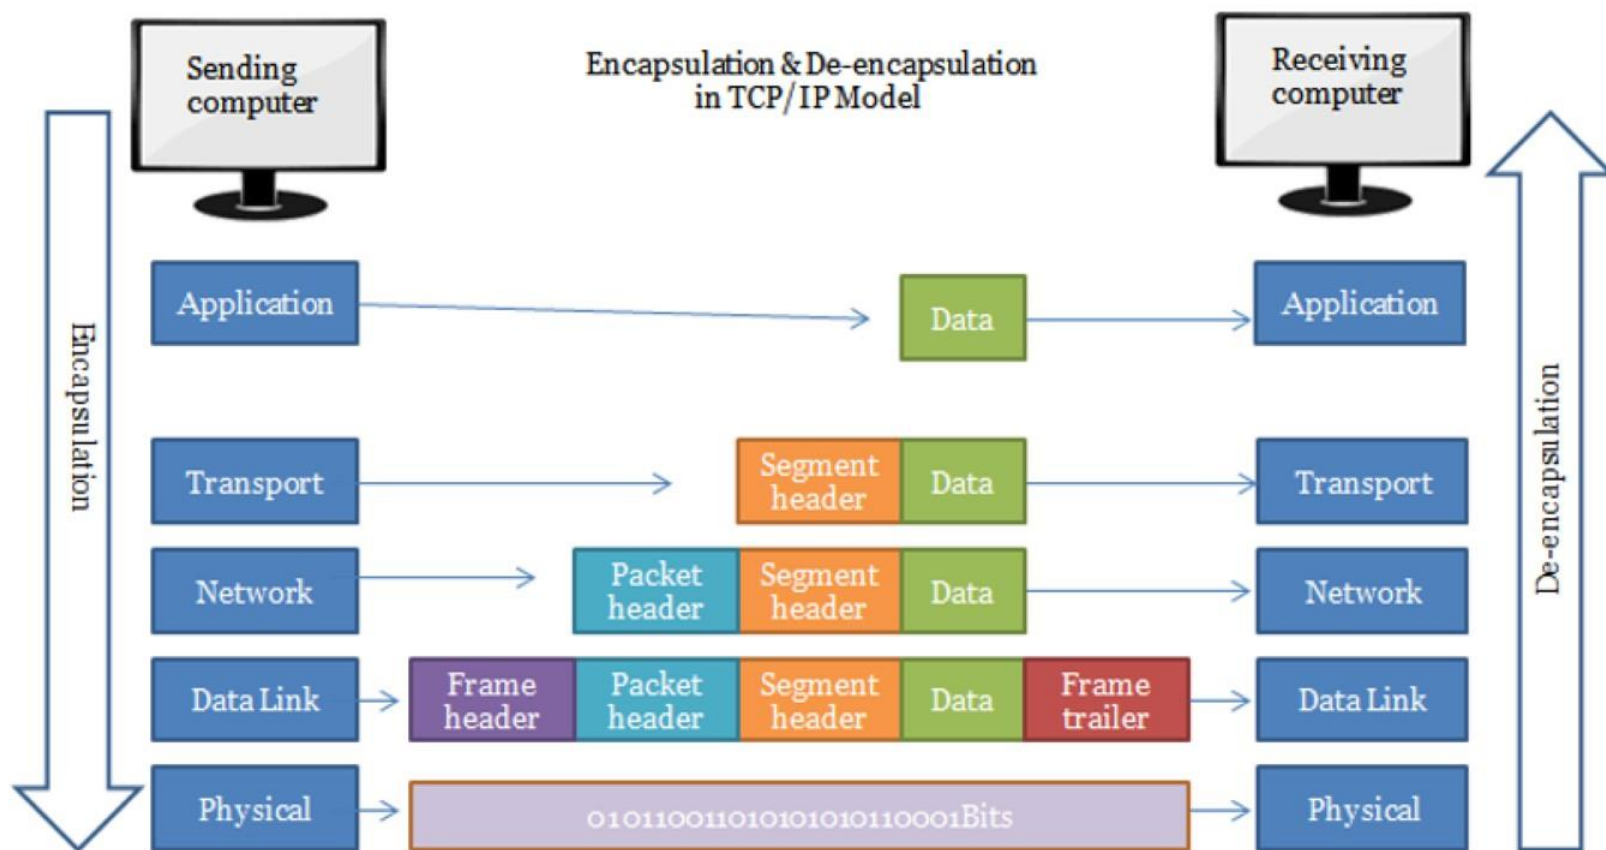 Sending
computer
Encapsulation & De-encapsulation
in TCP/IP Model
Receiving
computer
Encapsulation
De-encapsulation
Application
Data
Application
Transport
Segment
header
Data
Transport
Network
Packet
header
Segment
header
Data
Network
Data Link
Frame
header
Packet
header
Segment
header
Data
Frame
trailer
Data Link
Physical
010110011010101010110001Bits
Physical